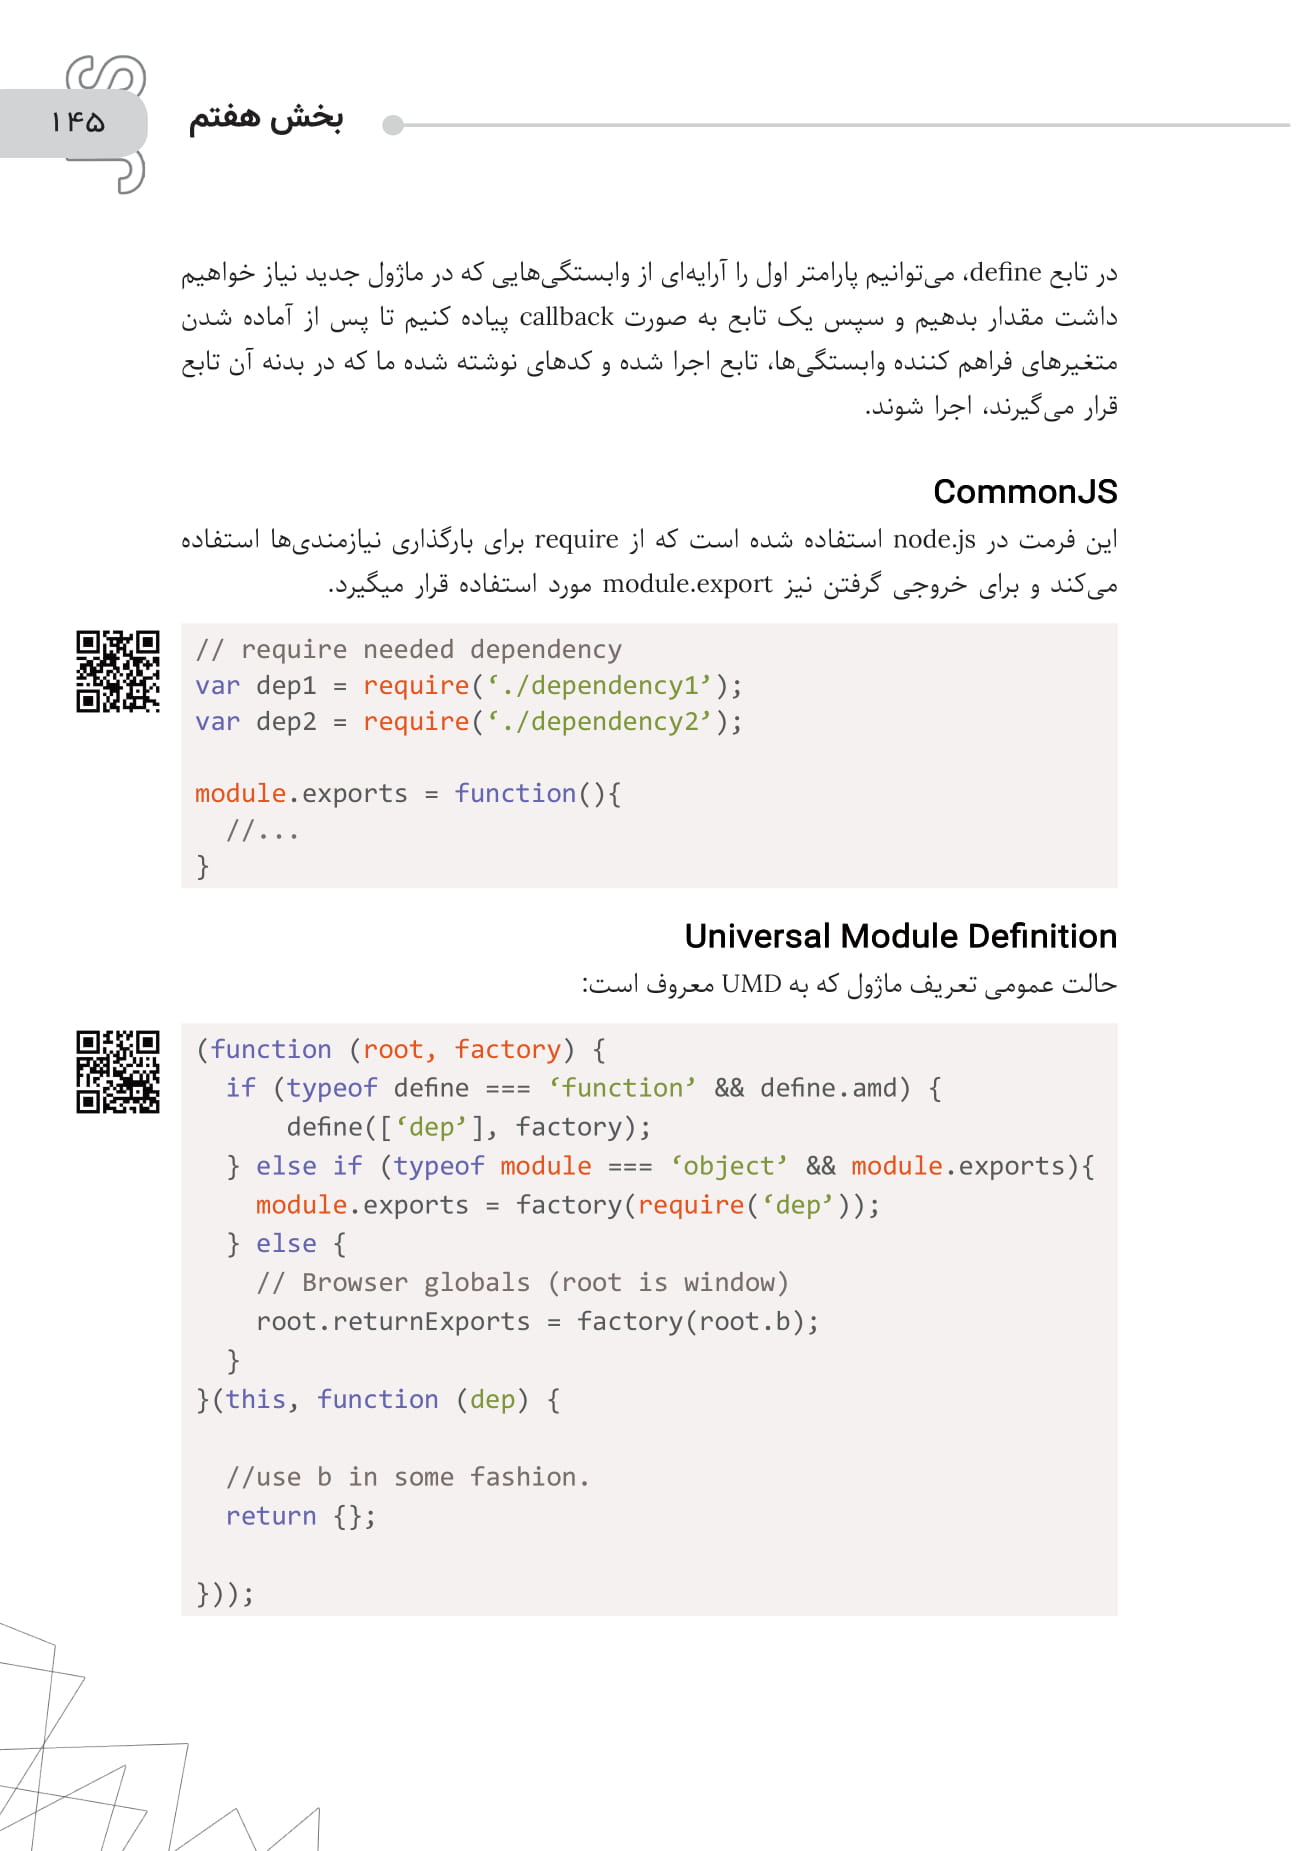 ۱۴۵
بخش هفتم
در تابع define، می‌توانیم پارامتر اول را آرایه‌ای از وابستگی‌هایی که در ماژول جدید نیاز خواهیم
داشت مقدار بدهیم و سپس یک تابع به صورت callback پیاده کنیم تا پس از آماده شدن
متغیرهای فراهم کننده وابستگی‌ها، تابع اجرا شده و کدهای نوشته شده ما که در بدنه آن تابع
قرار می‌گیرند، اجرا شوند.
CommonJS
این فرمت در node.js استفاده شده است که از require برای بارگذاری نیازمندی‌ها استفاده
می‌کند و برای خروجی گرفتن نیز module.export مورد استفاده قرار میگیرد.
// require needed dependency
var dep1 = require(‘./dependency1’);
var dep2 = require(‘./dependency2’);
module.exports = function(){
  //...
}
Universal Module Definition
حالت عمومی تعریف ماژول که به UMD معروف است:
(function (root, factory) {
  if (typeof define === ‘function’ && define.amd) {
      define([‘dep’], factory);
  } else if (typeof module === ‘object’ && module.exports){
    module.exports = factory(require(‘dep’));
  } else {
    // Browser globals (root is window)
    root.returnExports = factory(root.b);
  }
}(this, function (dep) {
  //use b in some fashion.
  return {};
}));